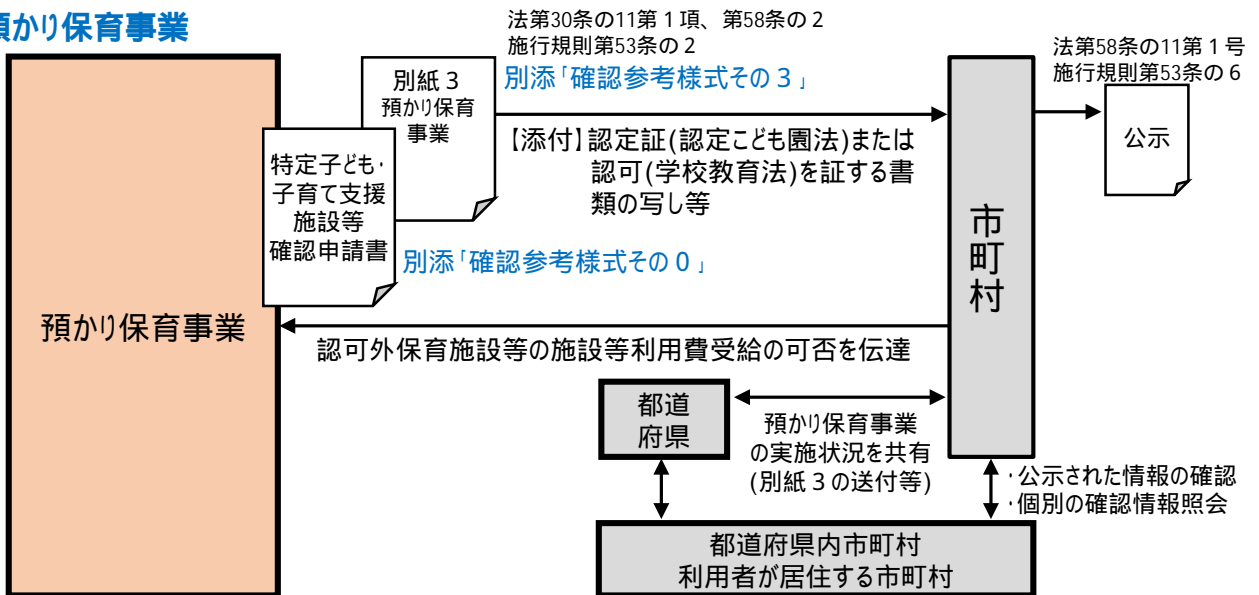 預かり保育事業
法第30条の11第１項、第58条の２
施行規則第53条の２
別添「確認参考様式その３」
法第58条の11第１号
施行規則第53条の６
別紙３
預かり保育
事業
公示
【添付】認定証(認定こども園法)または
認可(学校教育法)を証する書
類の写し等
特定子ども・
子育て支援
施設等
確認申請書
別添「確認参考様式その０」
市町村
預かり保育事業
認可外保育施設等の施設等利用費受給の可否を伝達
都道
府県
預かり保育事業
の実施状況を共有
(別紙３の送付等)
・公示された情報の確認
・個別の確認情報照会
都道府県内市町村
利用者が居住する市町村